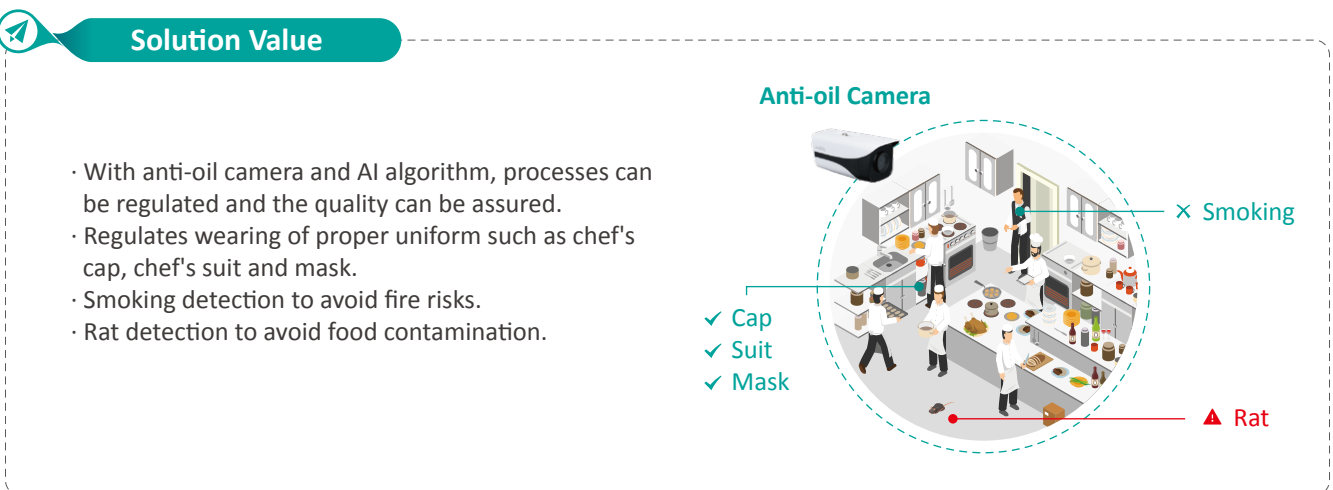 Solution Value
Anti-oil Camera
· With anti-oil camera and AI algorithm, processes can
be regulated and the quality can be assured.
· Regulates wearing of proper uniform such as chef's
cap, chef's suit and mask.
· Smoking detection to avoid fire risks.
· Rat detection to avoid food contamination.
× Smoking
✓ Cap
✓ Suit
✓ Mask
Rat